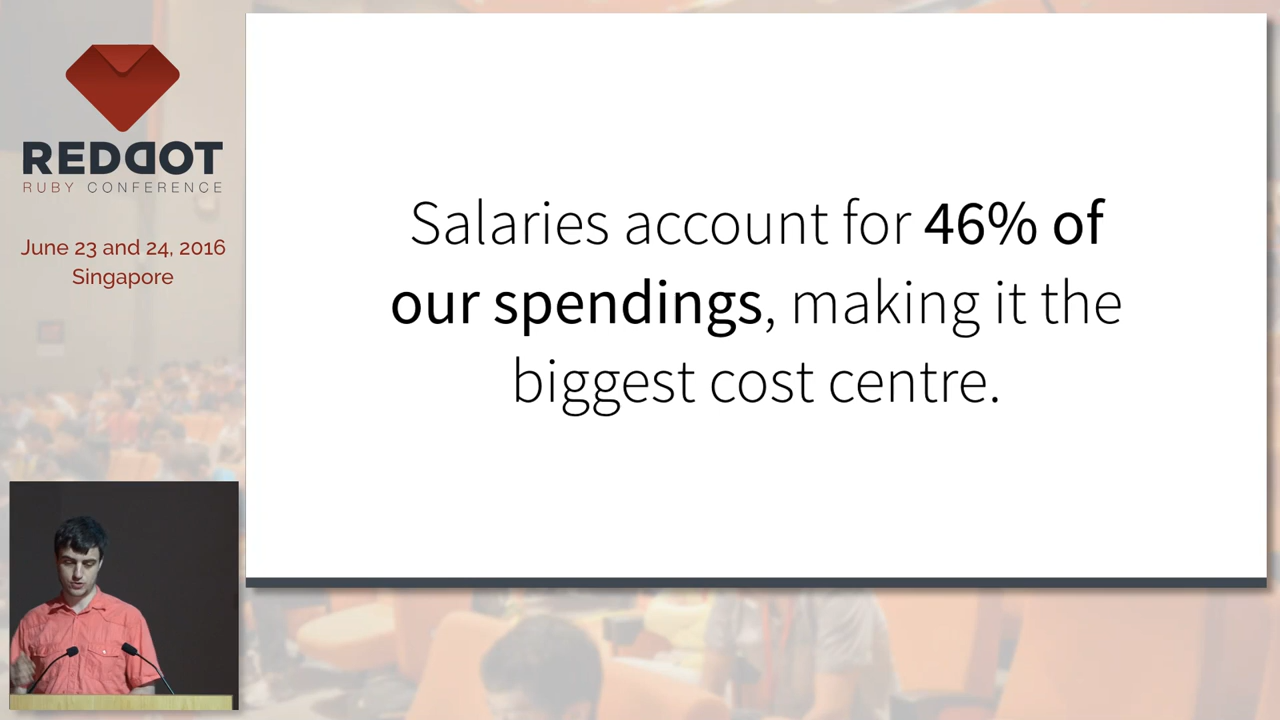 REDDOT
RUBY CONFERENCE
June 23 and 24, 2016
Singapore
Salaries account for 46% of
our spendings, making it the
biggest cost centre.